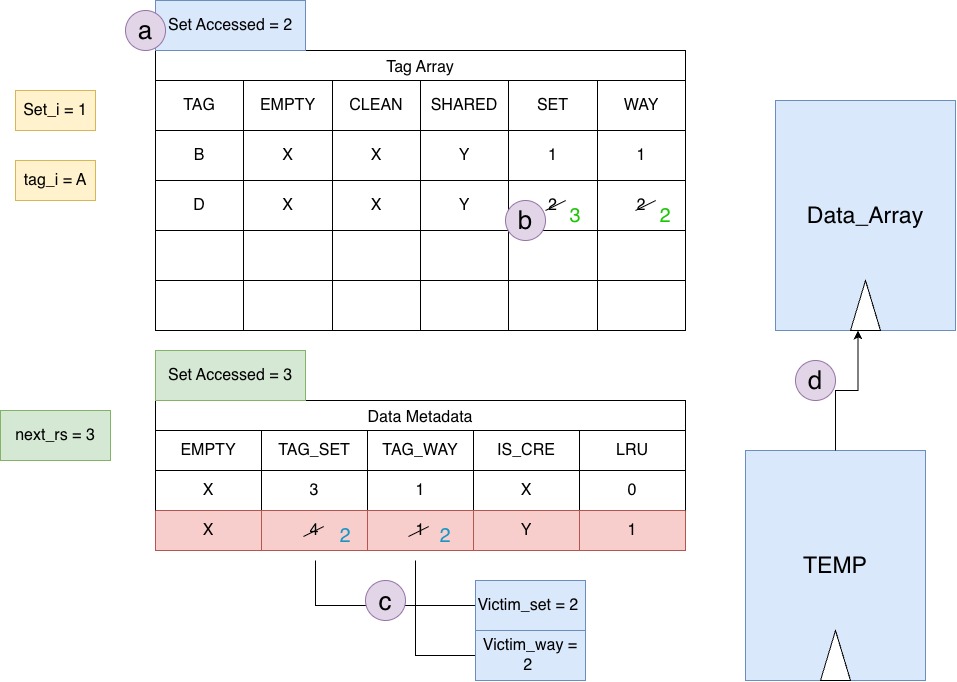 a
Set Accessed = 2
Tag Array
Set_i = 1
TAG EMPTY CLEAN SHARED SET WAY
B X X Y 1 1
tag_i = A
D X X Y 2 3 2 2
b
Data_Array
Set Accessed = 3
d
Data Metadata
next_rs = 3
EMPTY TAG_SET TAG_WAY IS_CRE LRU
X 3 1 X 0
X 4 2 1 2 Y 1
TEMP
c
Victim_set = 2
Victim_way =
2